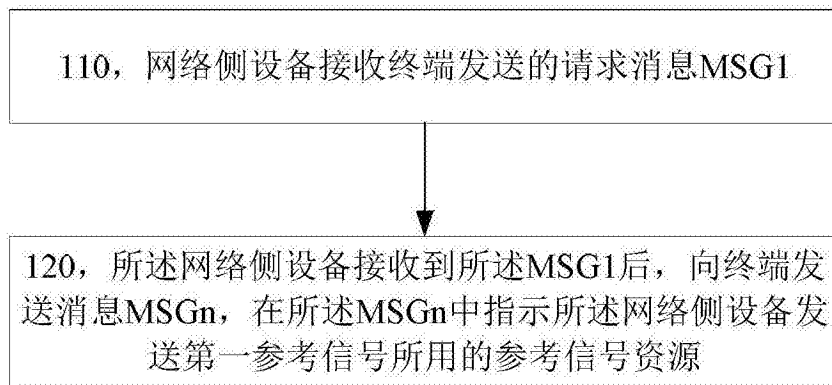 110，网络侧设备接收终端发送的请求消息MSG1
120，所述网络侧设备接收到所述MSG1后，向终端发
送消息MSGn，在所述MSGn中指示所述网络侧设备发
送第一参考信号所用的参考信号资源